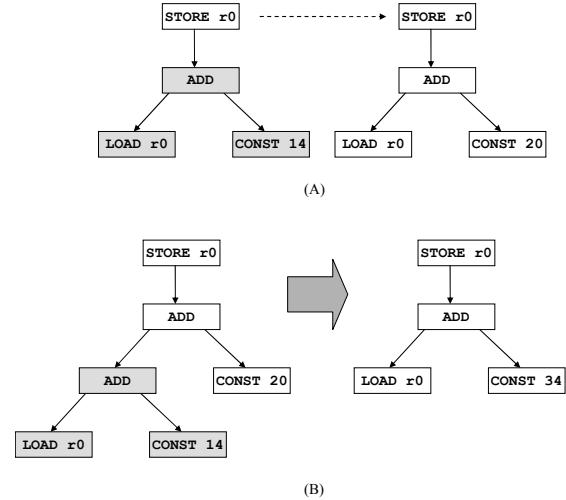 STORE r0 STORE r0
ADD ADD
LOAD r0 CONST 14 LOAD r0 CONST 20
(A)
STORE r0 STORE r0
ADD ADD
ADD CONST 20 LOAD r0 CONST 34
LOAD r0 CONST 14
(B)